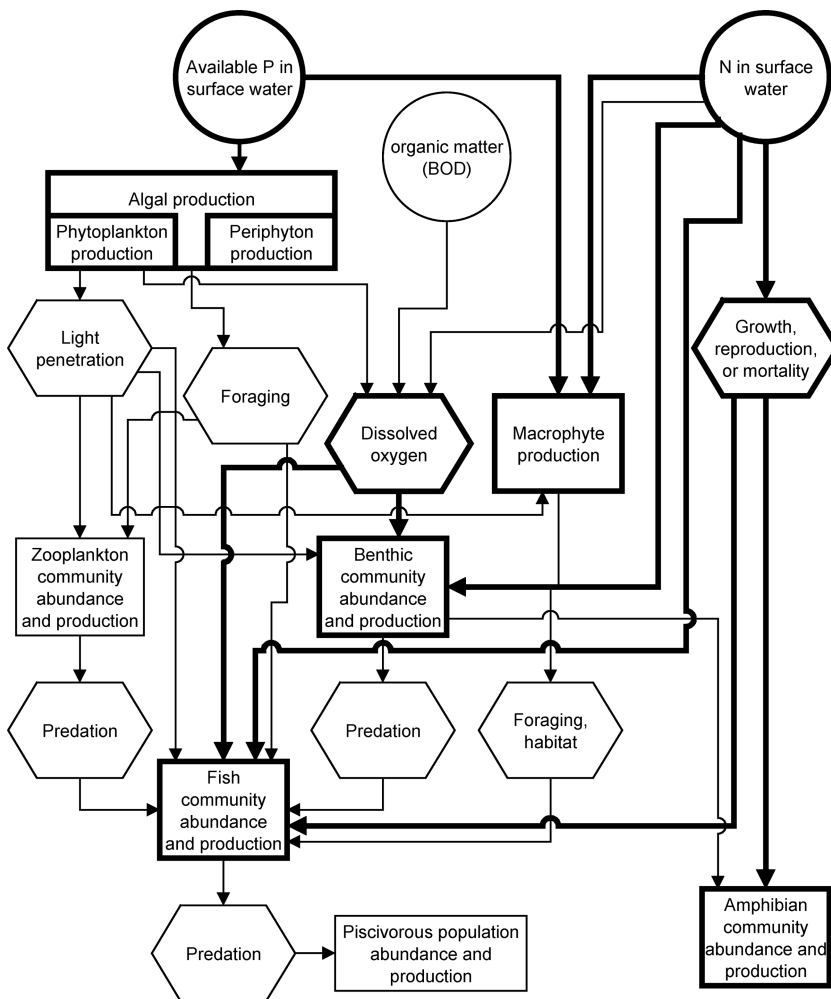 Available P in
surface water
N in surface
water
organic matter
(BOD)
Algal production
Phytoplankton
production
Periphyton
production
Light
penetration
Foraging
Growth,
reproduction,
or mortality
Dissolved
oxygen
Macrophyte
production
Zooplankton
community
abundance
and production
Benthic
community
abundance
and production
Predation
Predation
Foraging,
habitat
Fish
community
abundance
and production
Amphibian
community
abundance and
production
Predation
Piscivorous population
abundance and
production